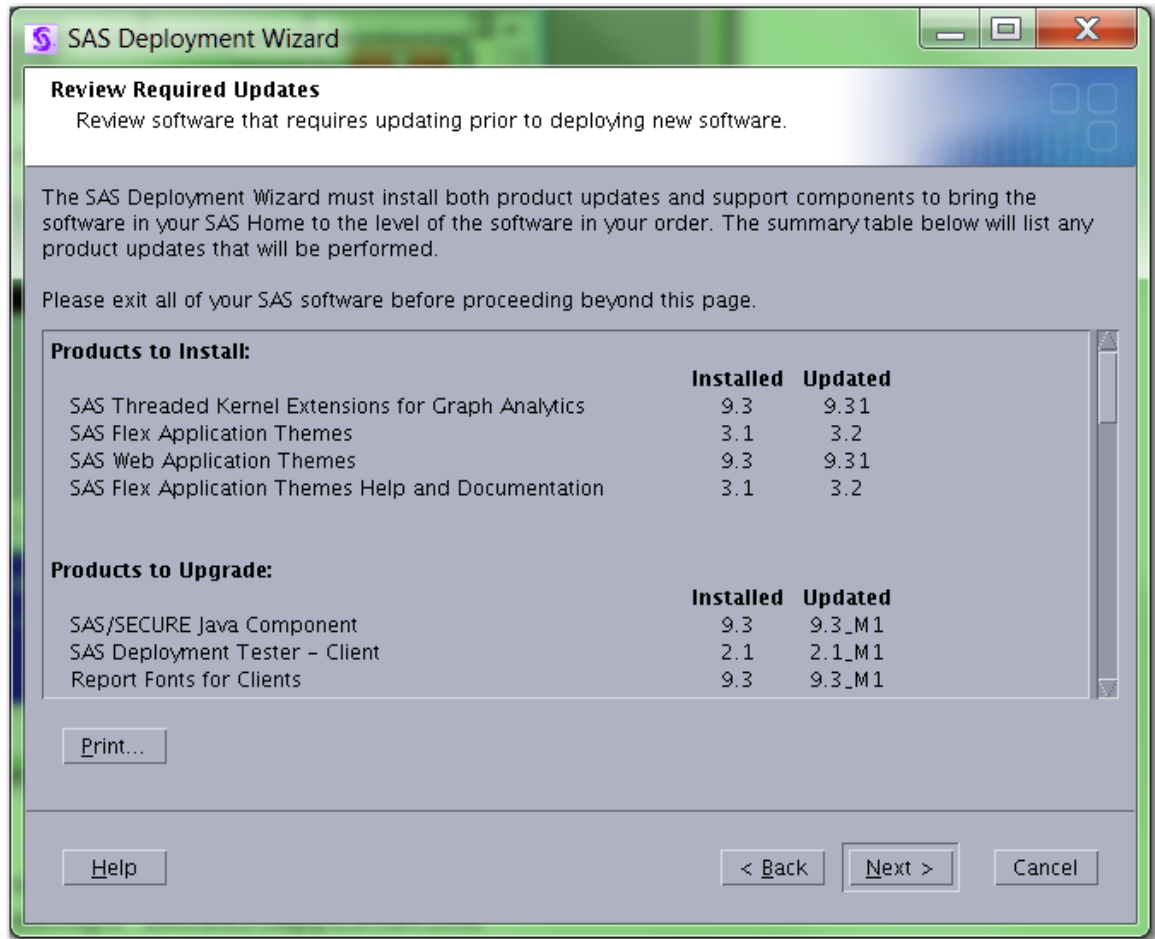 SAS Deployment Wizard
Review Required Updates
Review software that requires updating prior to deploying new software.
The SAS Deployment Wizard must install both product updates and support components to bring the
software in your SAS Home to the level of the software in your order. The summary table below will list any
product updates that will be performed.
Please exit all of your SAS software before proceeding beyond this page.
Products to Install:
Installed Updated
SAS Threaded Kernel Extensions for Graph Analytics 9.3 9.31
SAS Flex Application Themes 3.1 3.2
SAS Web Application Themes 9.3 9.31
SAS Flex Application Themes Help and Documentation 3.1 3.2
Products to Upgrade:
Installed Updated
SAS/SECURE Java Component 9.3 9.3_M1
SAS Deployment Tester - Client 2.1 2.1_M1
Report Fonts for Clients 9.3 9.3_M1
Print...
Help < Back Next > Cancel